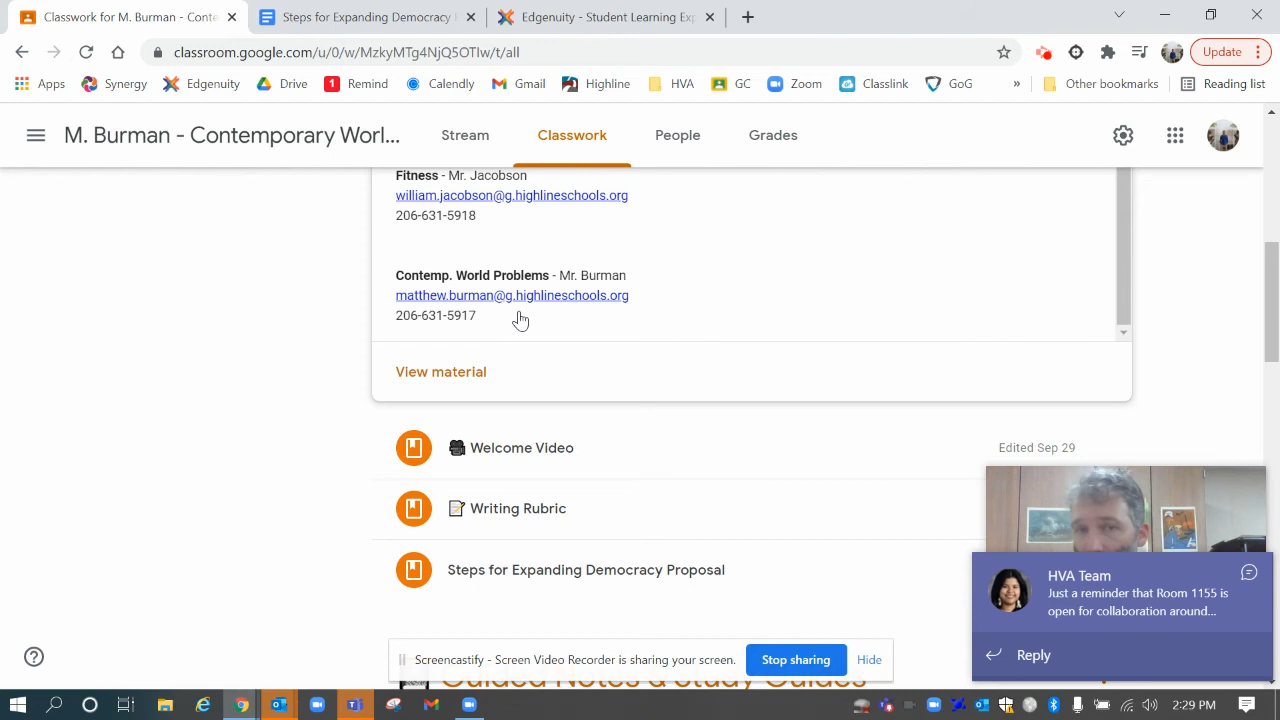 Classwork for M. Burman - Conte
Steps for Expanding Democracy
Edgenuity - Student Learning Exp
classroom.google.com/u/0/w/MzkyMTg4NjQ5OTIw/t/all
Update
Apps
Synergy
Edgenuity
Drive
1 Remind
Calendly
Gmail
Highline
HVA
GC
Zoom
Classlink
GoG
»
Other bookmarks
Reading list
M. Burman - Contemporary Worl...
Stream
Classwork
People
Grades
Fitness - Mr. Jacobson
william.jacobson@g.highlineschools.org
206-631-5918
Contemp. World Problems - Mr. Burman
matthew.burman@g.highlineschools.org
206-631-5917
View material
Welcome Video
Edited Sep 29
Writing Rubric
Steps for Expanding Democracy Proposal
HVA Team
Just a reminder that Room 1155 is
open for collaboration around...
Reply
Screencastify - Screen Video Recorder is sharing your screen.
Stop sharing
Hide
Guided Notes & Study Guides
2:29 PM